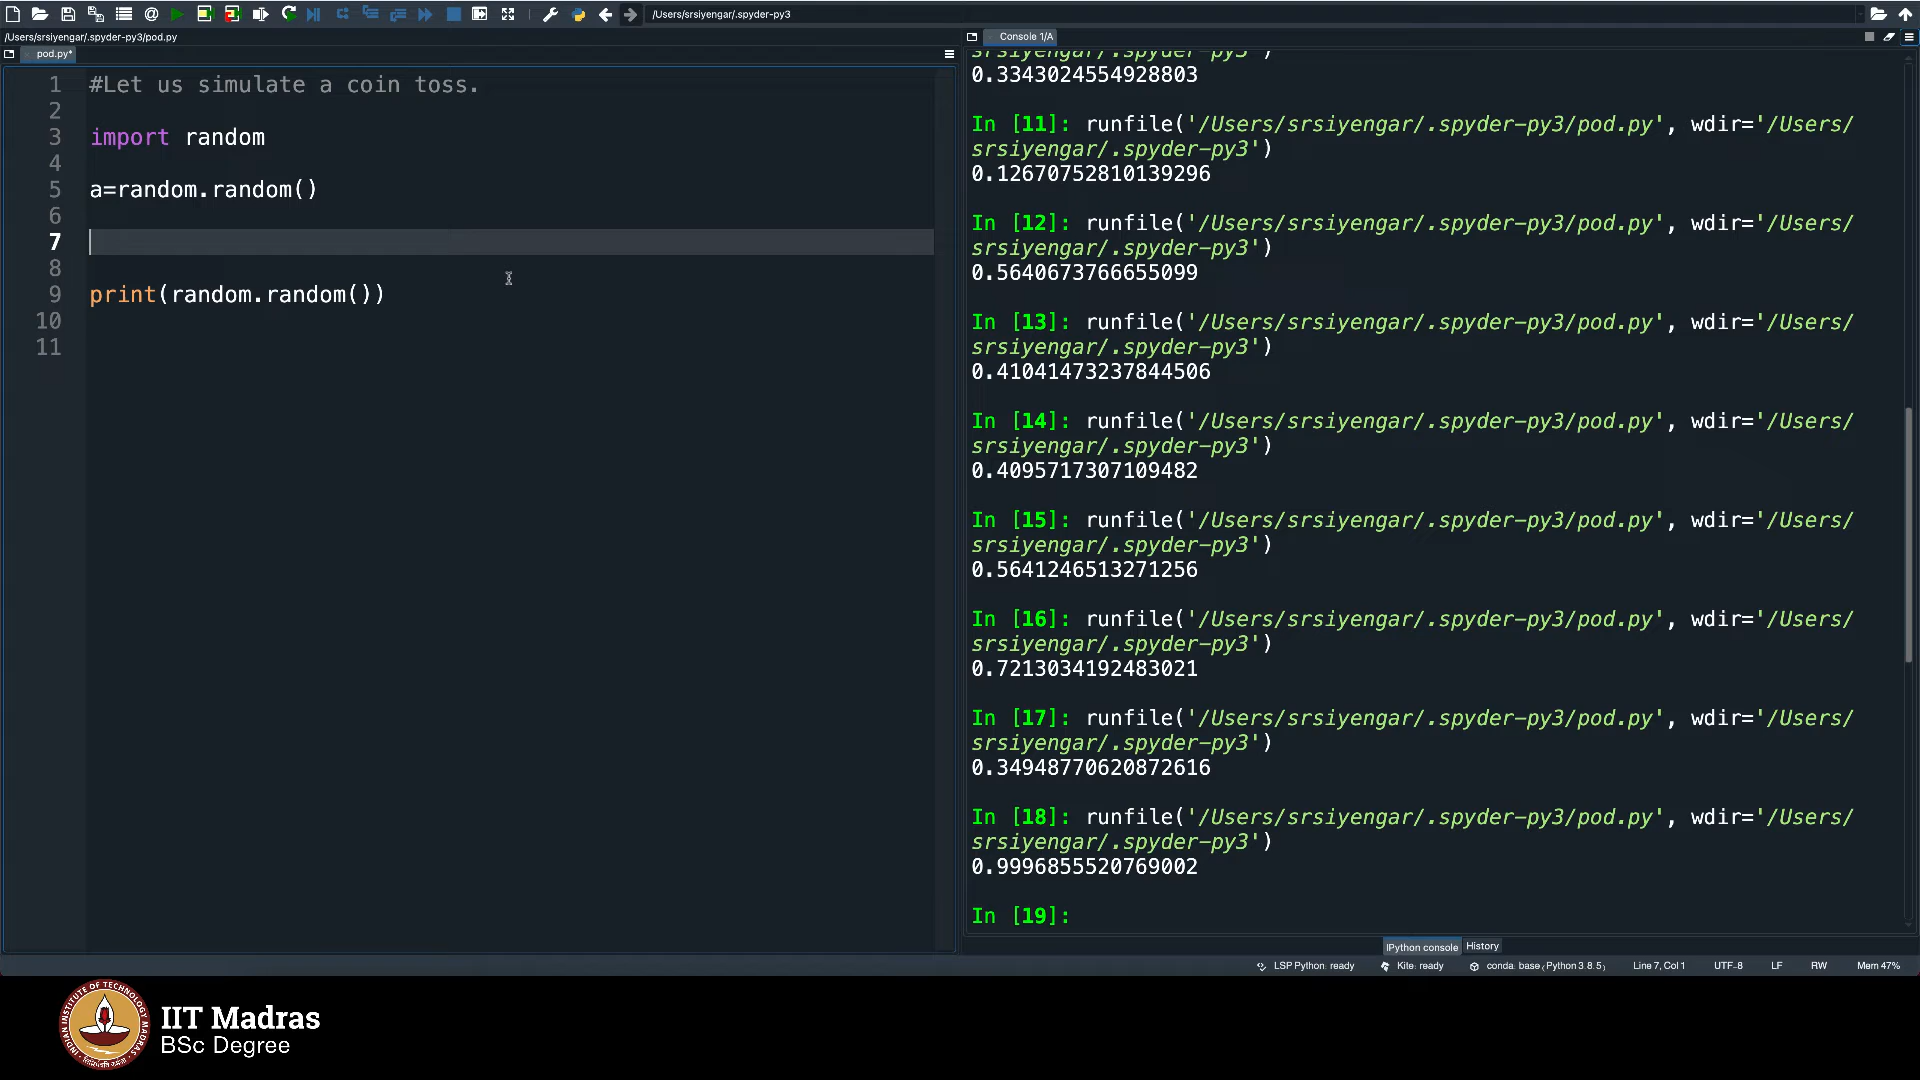 /Users/srsiyengar/.spyder-py3
/Users/srsiyengar/.spyder-py3/pod.py
pod.py*
1 #Let us simulate a coin toss.
2
3 import random
4
5 a=random.random()
6
7
8
9 print(random.random())
10
11
Console 1/A
srsiyengar/.spyder-py3')
0.3343024554928803
In [11]: runfile('/Users/srsiyengar/.spyder-py3/pod.py', wdir='/Users/
srsiyengar/.spyder-py3')
0.12670752810139296
In [12]: runfile('/Users/srsiyengar/.spyder-py3/pod.py', wdir='/Users/
srsiyengar/.spyder-py3')
0.5640673766655099
In [13]: runfile('/Users/srsiyengar/.spyder-py3/pod.py', wdir='/Users/
srsiyengar/.spyder-py3')
0.41041473237844506
In [14]: runfile('/Users/srsiyengar/.spyder-py3/pod.py', wdir='/Users/
srsiyengar/.spyder-py3')
0.4095717307109482
In [15]: runfile('/Users/srsiyengar/.spyder-py3/pod.py', wdir='/Users/
srsiyengar/.spyder-py3')
0.5641246513271256
In [16]: runfile('/Users/srsiyengar/.spyder-py3/pod.py', wdir='/Users/
srsiyengar/.spyder-py3')
0.7213034192483021
In [17]: runfile('/Users/srsiyengar/.spyder-py3/pod.py', wdir='/Users/
srsiyengar/.spyder-py3')
0.34948770620872616
In [18]: runfile('/Users/srsiyengar/.spyder-py3/pod.py', wdir='/Users/
srsiyengar/.spyder-py3')
0.9996855520769002
In [19]:
IPython console History
LSP Python: ready Kite: ready conda: base (Python 3.8.5) Line 7, Col 1 UTF-8 LF RW Mem 47%
INDIAN INSTITUTE OF TECHNOLOGY MADRAS
IIT Madras
BSc Degree